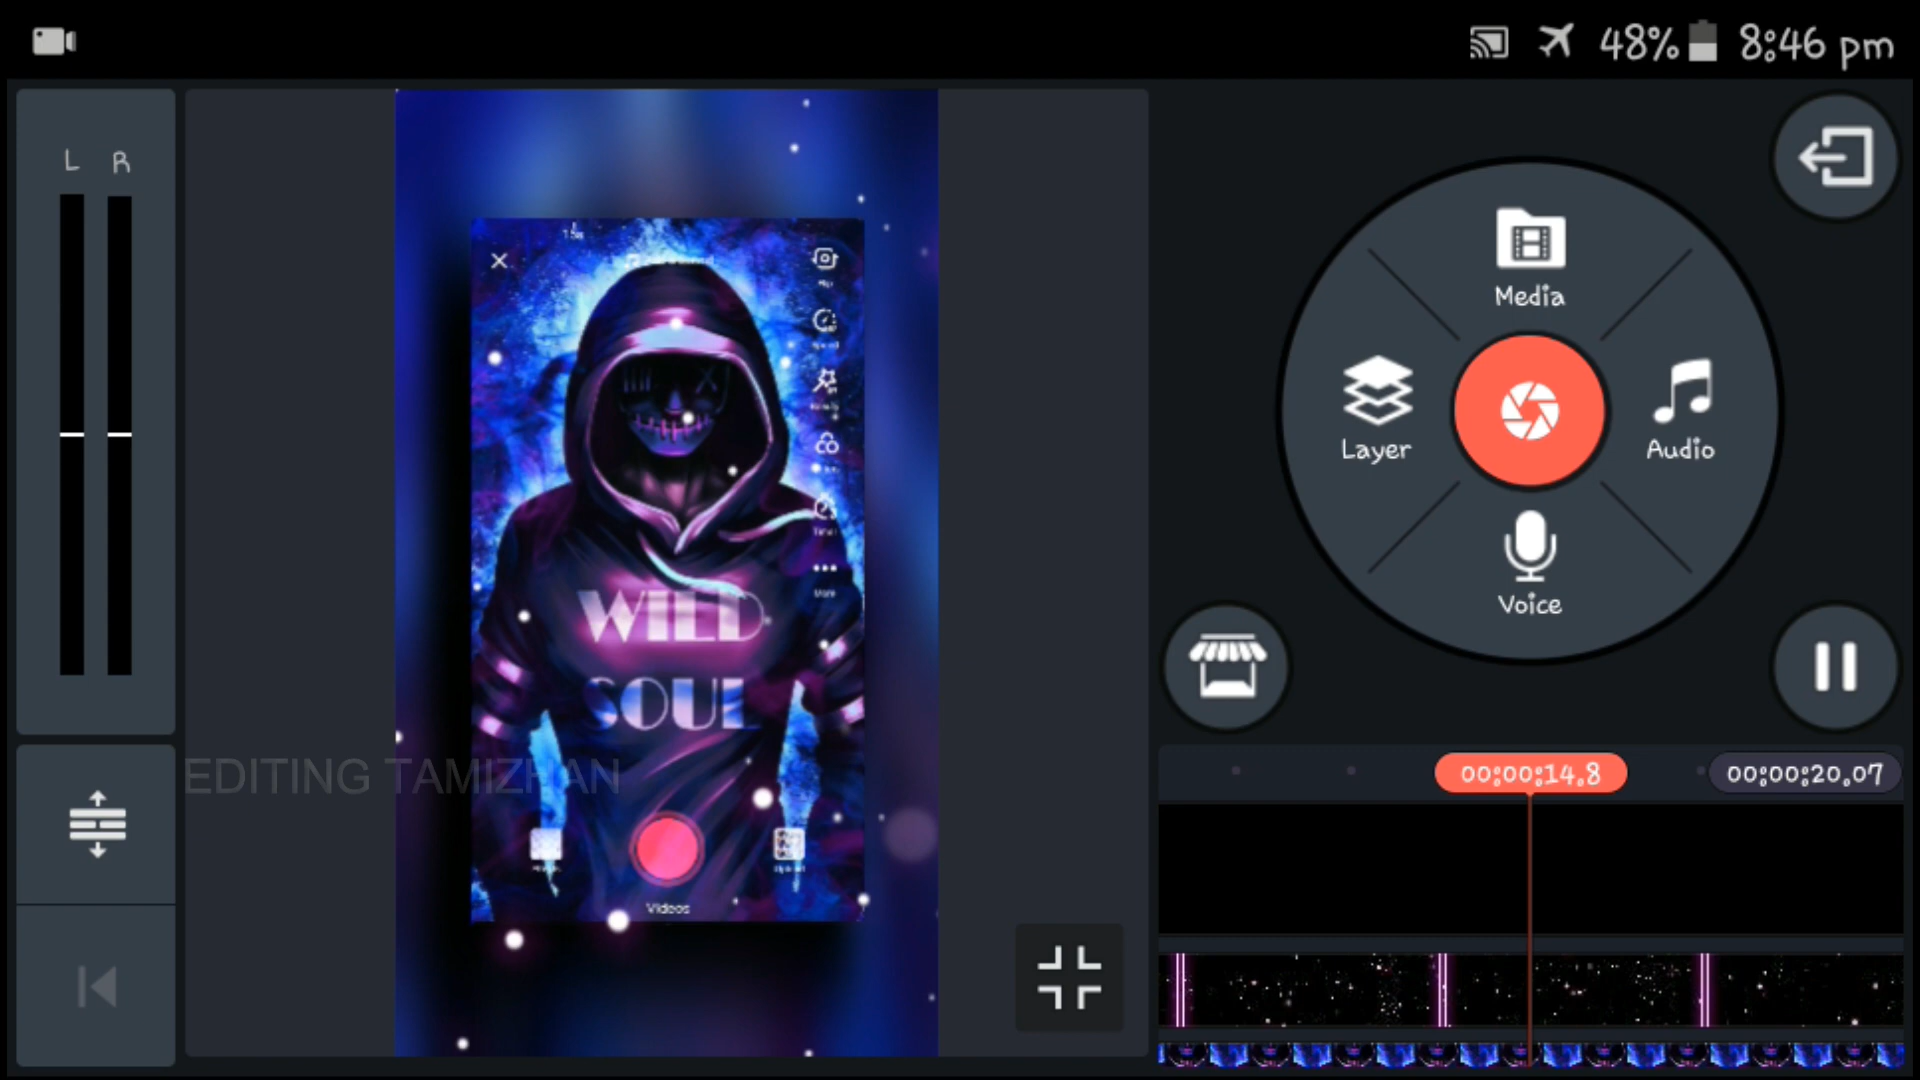 48% 8:46 pm
L R
Media
Layer
Audio
Voice
WILD
SOUL
EDITING TAMIZHAN
Videos
00:00:14.8
00:00:20.07